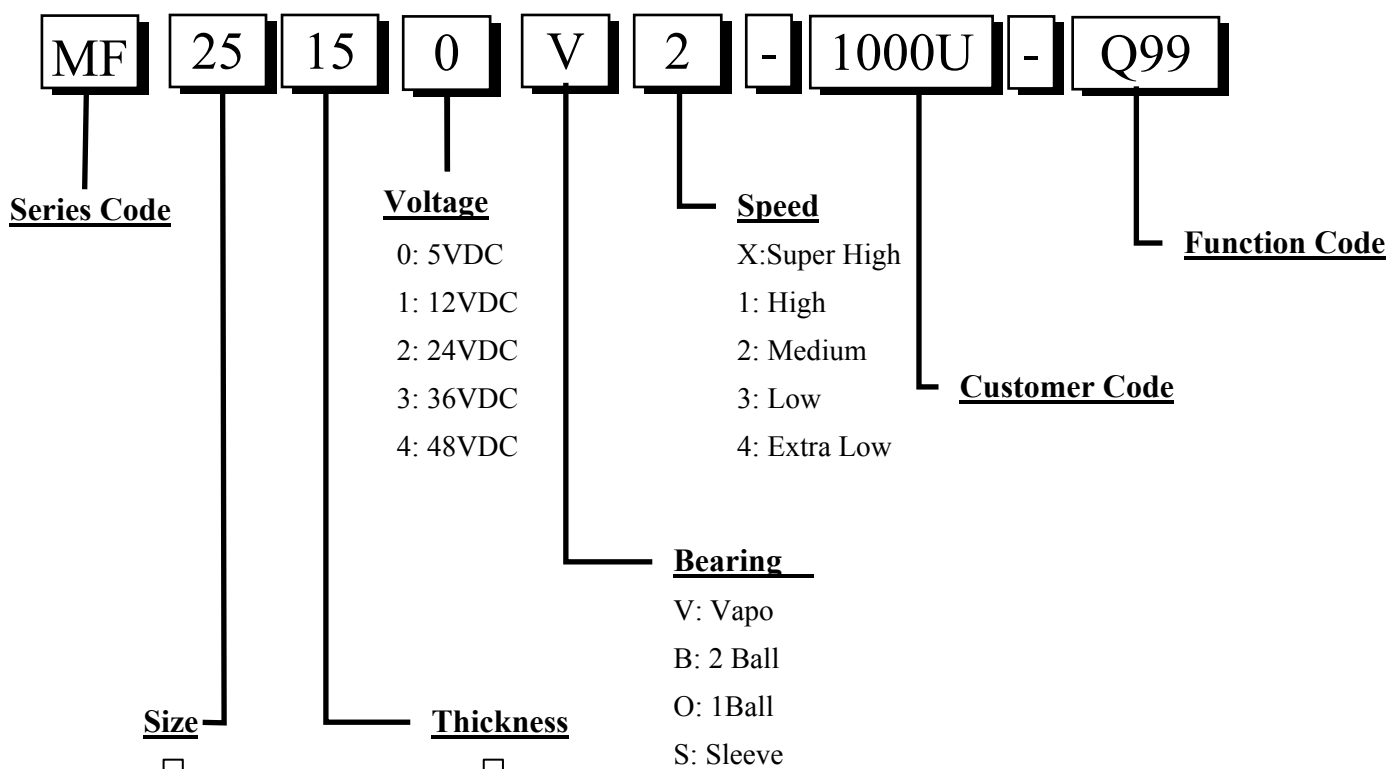 MF 25 15 0 V 2 - 1000U - Q99
Series Code
Voltage
0: 5VDC
1: 12VDC
2: 24VDC
3: 36VDC
4: 48VDC
Speed
X:Super High
1: High
2: Medium
3: Low
4: Extra Low
Function Code
Customer Code
Bearing
V: Vapo
B: 2 Ball
O: 1Ball
S: Sleeve
Size
Thickness